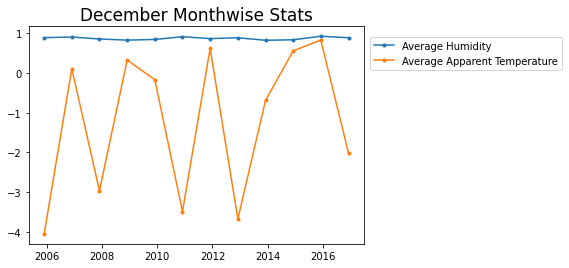 December Monthwise Stats
1
0
−1
−2
−3
−4
2006 2008 2010 2012 2014 2016
Average Humidity
Average Apparent Temperature